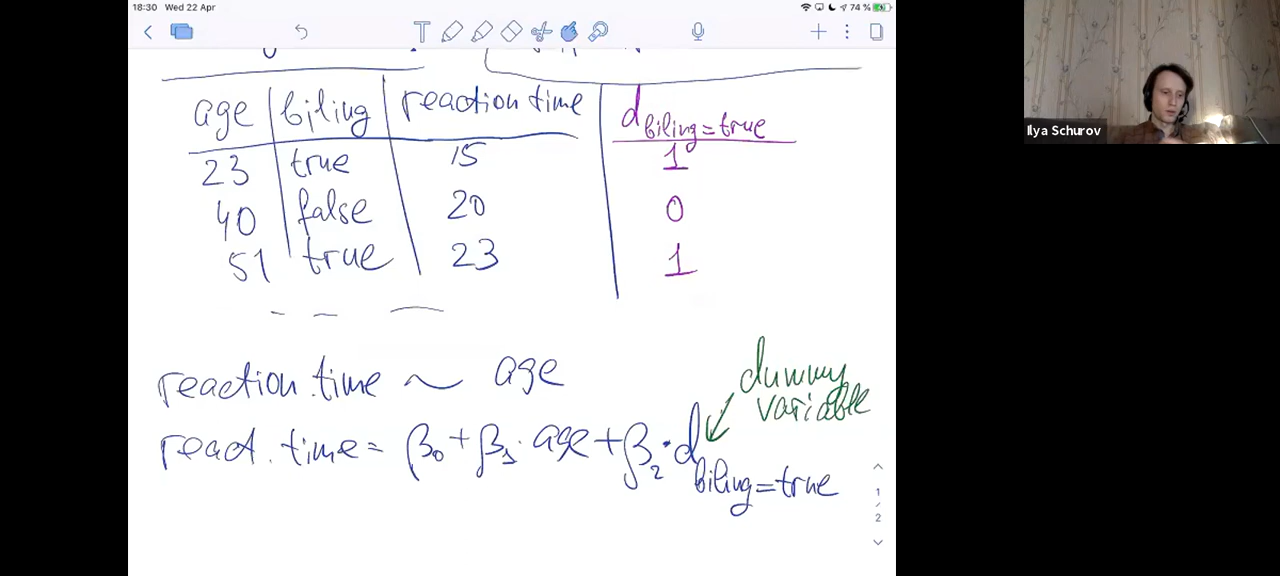 18:30 Wed 22 Apr 74 %
T
age biling reaction time d biling=true
23 true 15 1
40 false 20 0
51 true 23 1
reaction.time ~ age
dummy
variable
react. time = β0 + β1 · age + β2 · d biling=true
1
2
Ilya Schurov